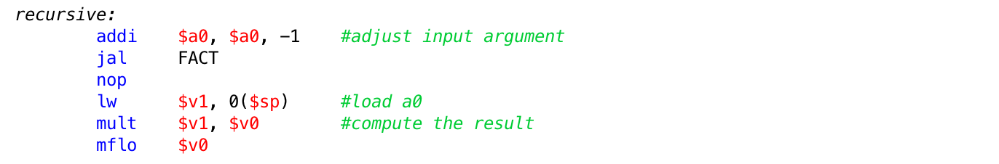 recursive:
addi $a0, $a0, −1 #adjust input argument
jal FACT
nop
lw $v1, 0($sp) #load a0
mult $v1, $v0 #compute the result
mflo $v0